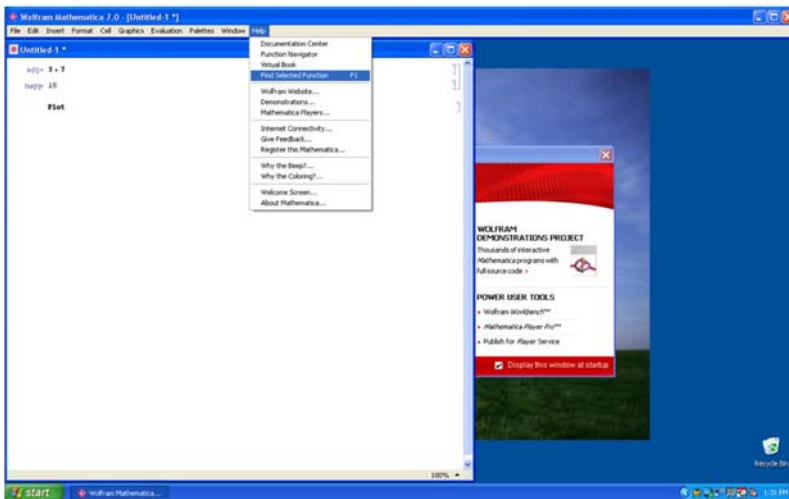 Wolfram Mathematica 7.0 - [Untitled-1 *]
File Edit Insert Format Cell Graphics Evaluation Palettes Window Help
Untitled-1 *
In[1]:= 3 + 7
Out[1]= 10
Plot
Documentation Center
Function Navigator
Virtual Book
Find Selected Function F1
Wolfram Website...
Demonstrations...
Mathematica Players...
Internet Connectivity...
Give Feedback...
Register this Mathematica...
Why the Beep?...
Why the Coloring?...
Welcome Screen...
About Mathematica...
WOLFRAM
DEMONSTRATIONS PROJECT
Thousands of interactive
Mathematica programs with
full source code »
POWER USER TOOLS
Wolfram Workbench™
Mathematica Player Pro™
Publish for Player Service
Display this window at startup
100%
Recycle Bin
start
Wolfram Mathematica ...
1:31 PM